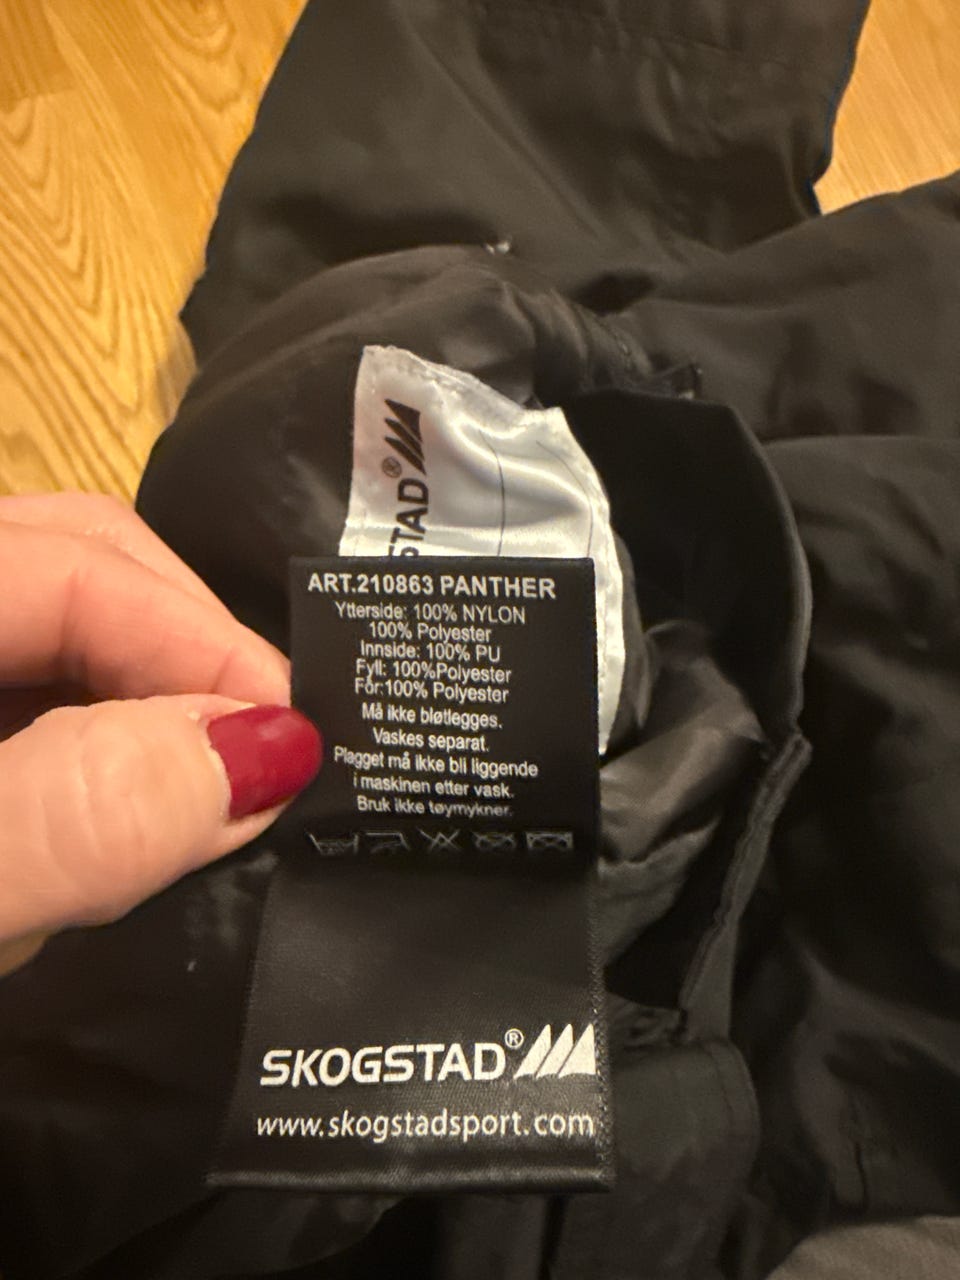 STAD®
ART.210863 PANTHER
Ytterside: 100% NYLON
100% Polyester
Innside: 100% PU
Fyll: 100%Polyester
Fôr:100% Polyester
Må ikke bløtlegges.
Vaskes separat.
Plagget må ikke bli liggende
i maskinen etter vask.
Bruk ikke tøymykner.
SKOGSTAD®
www.skogstadsport.com